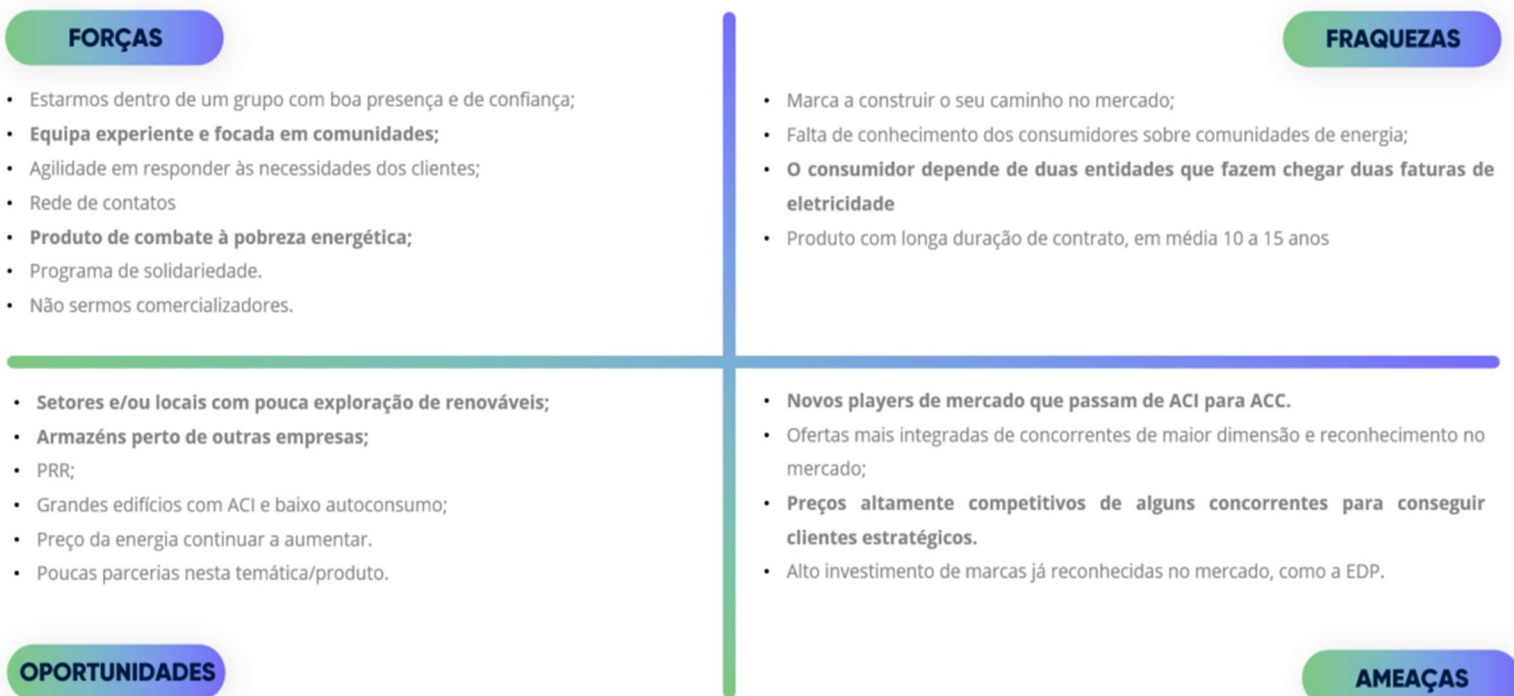 FORÇAS
• Estarmos dentro de um grupo com boa presença e de confiança;
• Equipa experiente e focada em comunidades;
• Agilidade em responder às necessidades dos clientes;
• Rede de contatos
• Produto de combate à pobreza energética;
• Programa de solidariedade.
• Não sermos comercializadores.
FRAQUEZAS
• Marca a construir o seu caminho no mercado;
• Falta de conhecimento dos consumidores sobre comunidades de energia;
• O consumidor depende de duas entidades que fazem chegar duas faturas de
eletricidade
• Produto com longa duração de contrato, em média 10 a 15 anos
• Setores e/ou locais com pouca exploração de renováveis;
• Armazéns perto de outras empresas;
• PRR;
• Grandes edifícios com ACI e baixo autoconsumo;
• Preço da energia continuar a aumentar.
• Poucas parcerias nesta temática/produto.
OPORTUNIDADES
• Novos players de mercado que passam de ACI para ACC.
• Ofertas mais integradas de concorrentes de maior dimensão e reconhecimento no
mercado;
• Preços altamente competitivos de alguns concorrentes para conseguir
clientes estratégicos.
• Alto investimento de marcas já reconhecidas no mercado, como a EDP.
AMEAÇAS